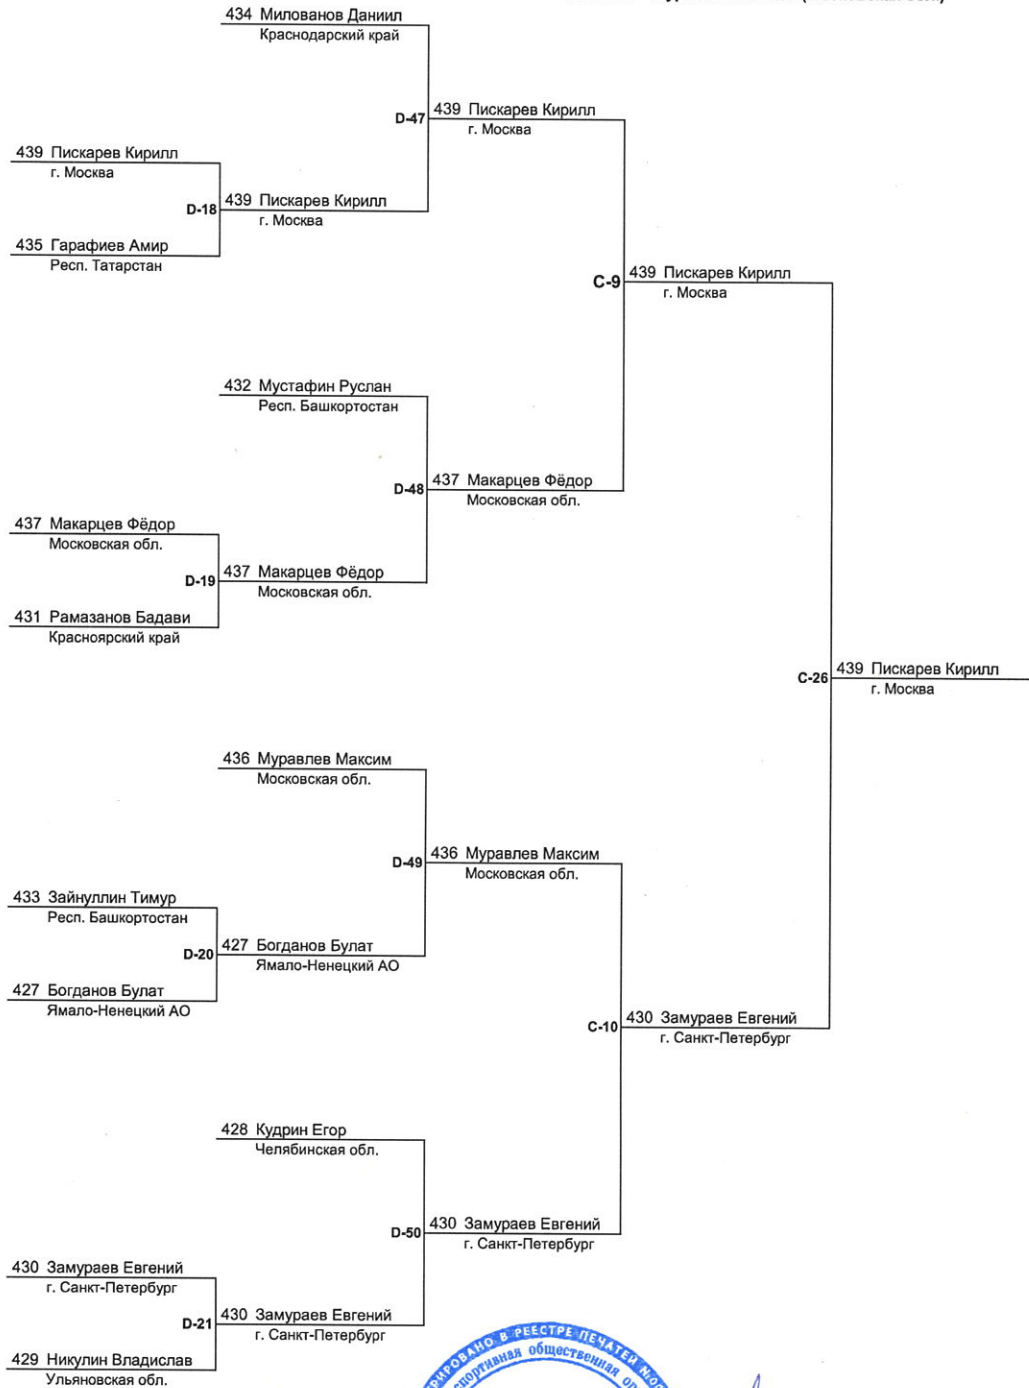 434 Милованов Даниил
Краснодарский край
D-47
439 Пискарев Кирилл
г. Москва
439 Пискарев Кирилл
г. Москва
D-18
439 Пискарев Кирилл
г. Москва
435 Гарафиев Амир
Респ. Татарстан
C-9
439 Пискарев Кирилл
г. Москва
432 Мустафин Руслан
Респ. Башкортостан
D-48
437 Макарцев Фёдор
Московская обл.
437 Макарцев Фёдор
Московская обл.
D-19
437 Макарцев Фёдор
Московская обл.
431 Рамазанов Бадави
Красноярский край
C-26
439 Пискарев Кирилл
г. Москва
436 Муравлев Максим
Московская обл.
D-49
436 Муравлев Максим
Московская обл.
433 Зайнуллин Тимур
Респ. Башкортостан
D-20
427 Богданов Булат
Ямало-Ненецкий АО
427 Богданов Булат
Ямало-Ненецкий АО
C-10
430 Замураев Евгений
г. Санкт-Петербург
428 Кудрин Егор
Челябинская обл.
D-50
430 Замураев Евгений
г. Санкт-Петербург
430 Замураев Евгений
г. Санкт-Петербург
D-21
430 Замураев Евгений
г. Санкт-Петербург
429 Никулин Владислав
Ульяновская обл.
В РЕЕСТРЕ ПЕЧАТЕЙ
общественная